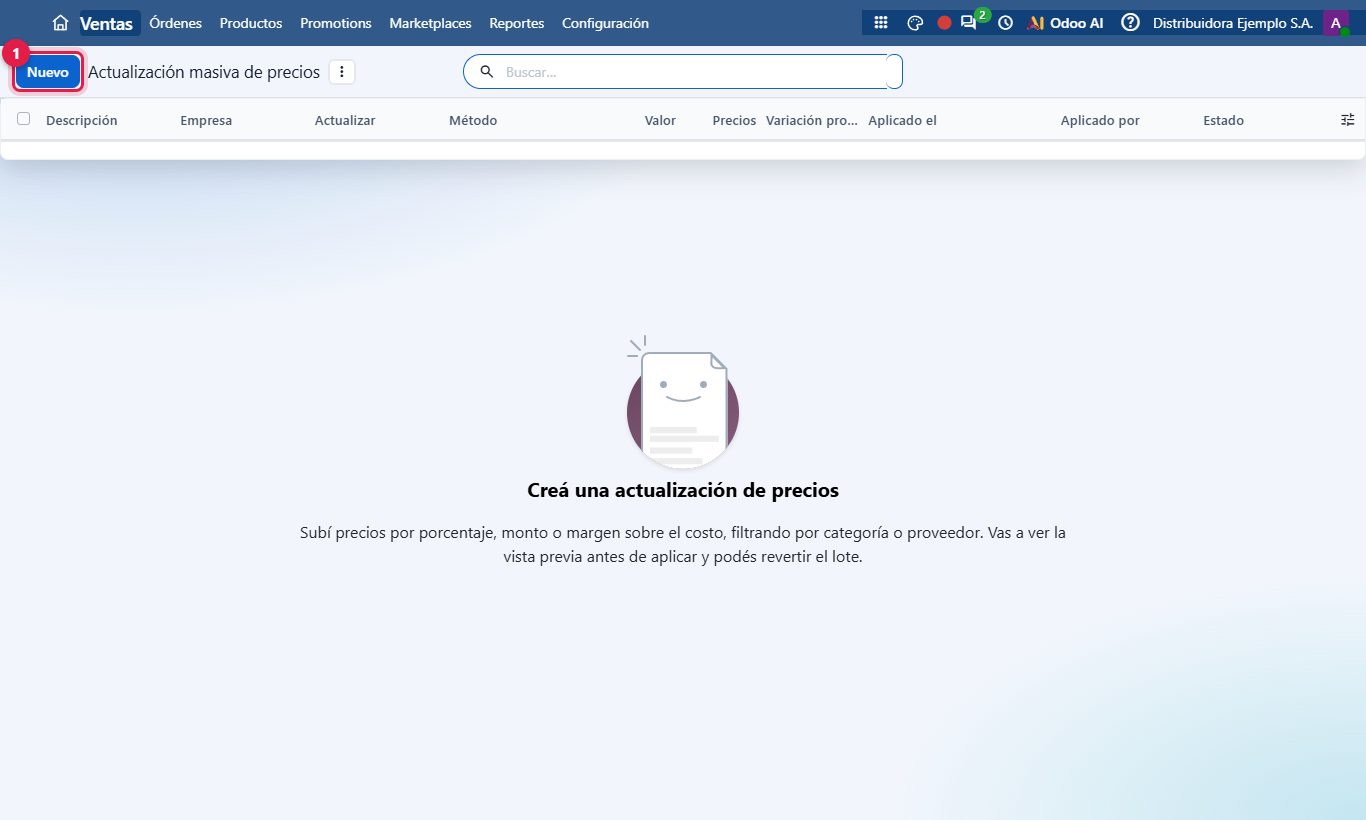 Ventas Órdenes Productos Promotions Marketplaces Reportes Configuración 2 Odoo AI Distribuidora Ejemplo S.A. A
1
Nuevo Actualización masiva de precios Buscar...
Descripción Empresa Actualizar Método Valor Precios Variación pro... Aplicado el Aplicado por Estado
Creá una actualización de precios
Subí precios por porcentaje, monto o margen sobre el costo, filtrando por categoría o proveedor. Vas a ver la
vista previa antes de aplicar y podés revertir el lote.